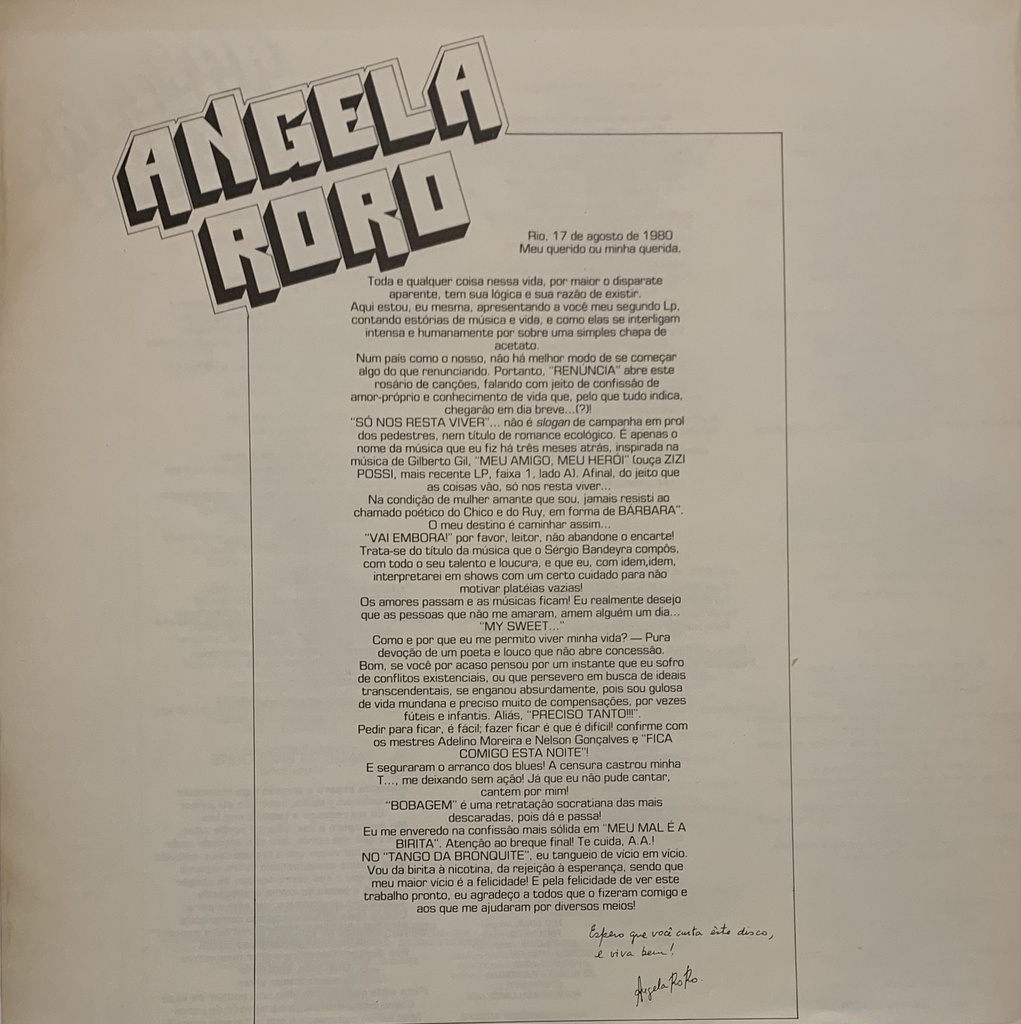 ANGELA
RORO
Rio, 17 de agosto de 1980
Meu querido ou minha querida,
Toda e qualquer coisa nessa vida, por maior o disparate
aparente, tem sua lógica e sua razão de existir.
Aqui estou, eu mesma, apresentando a você meu segundo Lp,
contando estórias de música e vida, e como elas se interligam
intensa e humanamente por sobre uma simples chapa de
acetato.
Num país como o nosso, não há melhor modo de se começar
algo do que renunciando. Portanto, "RENÚNCIA" abre este
rosário de canções, falando com jeito de confissão de
amor-próprio e conhecimento de vida que, pelo que tudo indica,
chegarão em dia breve...(?)!
"SÓ NOS RESTA VIVER"... não é slogan de campanha em prol
dos pedestres, nem título de romance ecológico. É apenas o
nome da música que eu fiz há três meses atrás, inspirada na
música de Gilberto Gil, "MEU AMIGO, MEU HERÓI" (ouça ZIZI
POSSI, mais recente LP, faixa 1, lado A). Afinal, do jeito que
as coisas vão, só nos resta viver...
Na condição de mulher amante que sou, jamais resisti ao
chamado poético do Chico e do Ruy, em forma de BÁRBARA".
O meu destino é caminhar assim...
"VAI EMBORA!" por favor, leitor, não abandone o encarte!
Trata-se do título da música que o Sérgio Bandeyra compôs,
com todo o seu talento e loucura, e que eu, com idem,idem,
interpretarei em shows com um certo cuidado para não
motivar platéias vazias!
Os amores passam e as músicas ficam! Eu realmente desejo
que as pessoas que não me amaram, amem alguém um dia...
"MY SWEET..."
Como e por que eu me permito viver minha vida? — Pura
devoção de um poeta e louco que não abre concessão.
Bom, se você por acaso pensou por um instante que eu sofro
de conflitos existenciais, ou que persevero em busca de ideais
transcendentais, se enganou absurdamente, pois sou gulosa
de vida mundana e preciso muito de compensações, por vezes
fúteis e infantis. Aliás, "PRECISO TANTO!!!".
Pedir para ficar, é fácil; fazer ficar é que é difícil! confirme com
os mestres Adelino Moreira e Nelson Gonçalves e "FICA
COMIGO ESTA NOITE"!
E seguraram o arranco dos blues! A censura castrou minha
T..., me deixando sem ação! Já que eu não pude cantar,
cantem por mim!
"BOBAGEM" é uma retratação socratiana das mais
descaradas, pois dá e passa!
Eu me enveredo na confissão mais sólida em "MEU MAL É A
BIRITA". Atenção ao breque final! Te cuida, A.A.!
NO "TANGO DA BRONQUITE", eu tangueio de vício em vício.
Vou da birita à nicotina, da rejeição à esperança, sendo que
meu maior vício é a felicidade! E pela felicidade de ver este
trabalho pronto, eu agradeço a todos que o fizeram comigo e
aos que me ajudaram por diversos meios!
Espero que você curta êste disco,
e viva bem!
Angela RôRô.